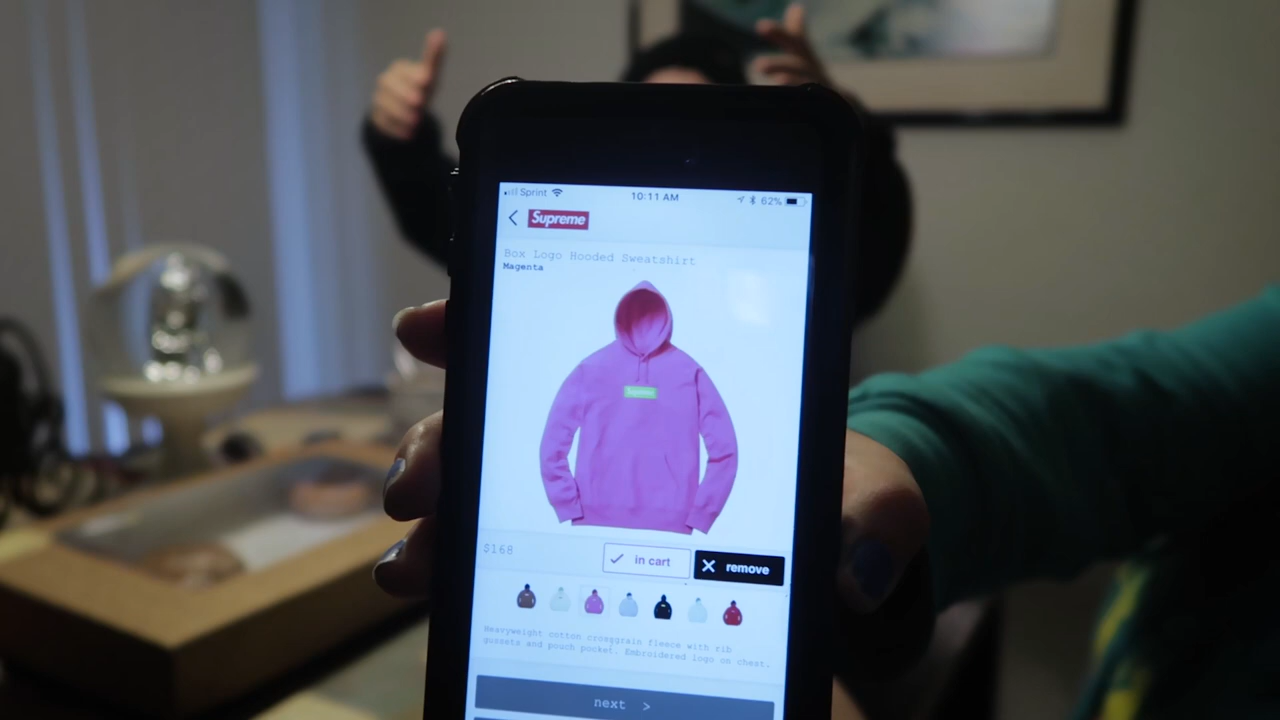 Sprint 10:11 AM 62%
Supreme
Box Logo Hooded Sweatshirt
Magenta
Supreme
$168 in cart remove
Heavyweight cotton crossgrain fleece with rib
gussets and pouch pocket. Embroidered logo on chest.
next >